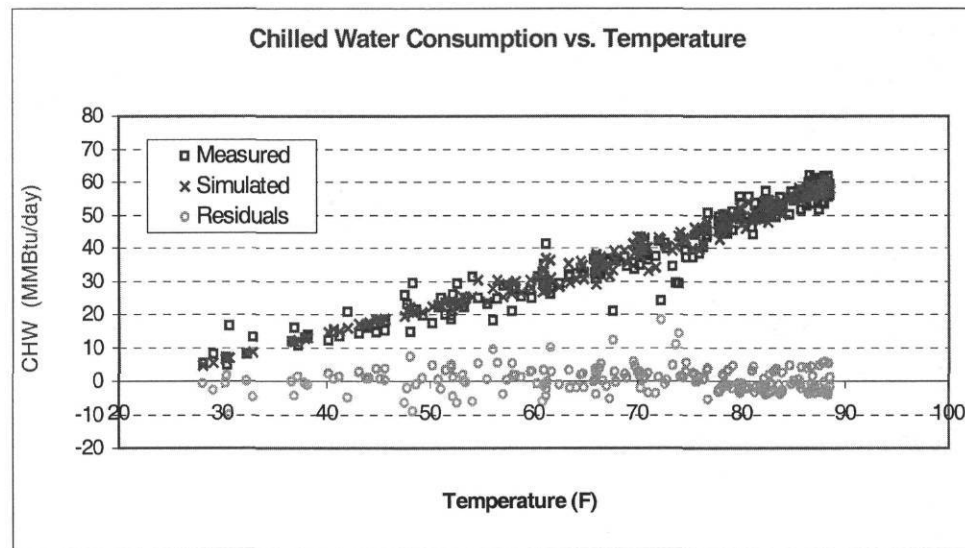 Chilled Water Consumption vs. Temperature
CHW (MMBtu/day)
80
70
60
50
40
30
20
10
0
-10
-20
Measured
Simulated
Residuals
20 30 40 50 60 70 80 90 100
Temperature (F)